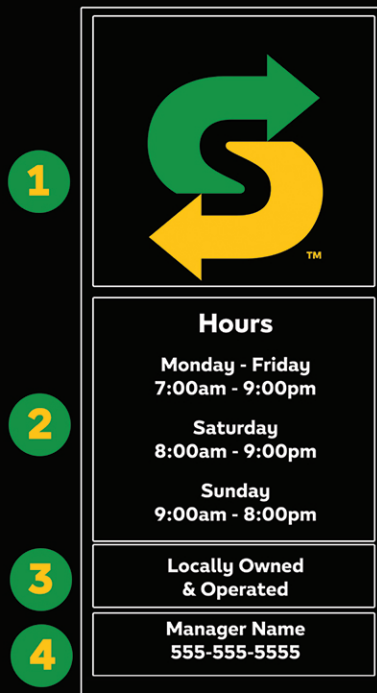 1
TM
2
Hours
Monday - Friday
7:00am - 9:00pm
Saturday
8:00am - 9:00pm
Sunday
9:00am - 8:00pm
3
Locally Owned
& Operated
4
Manager Name
555-555-5555